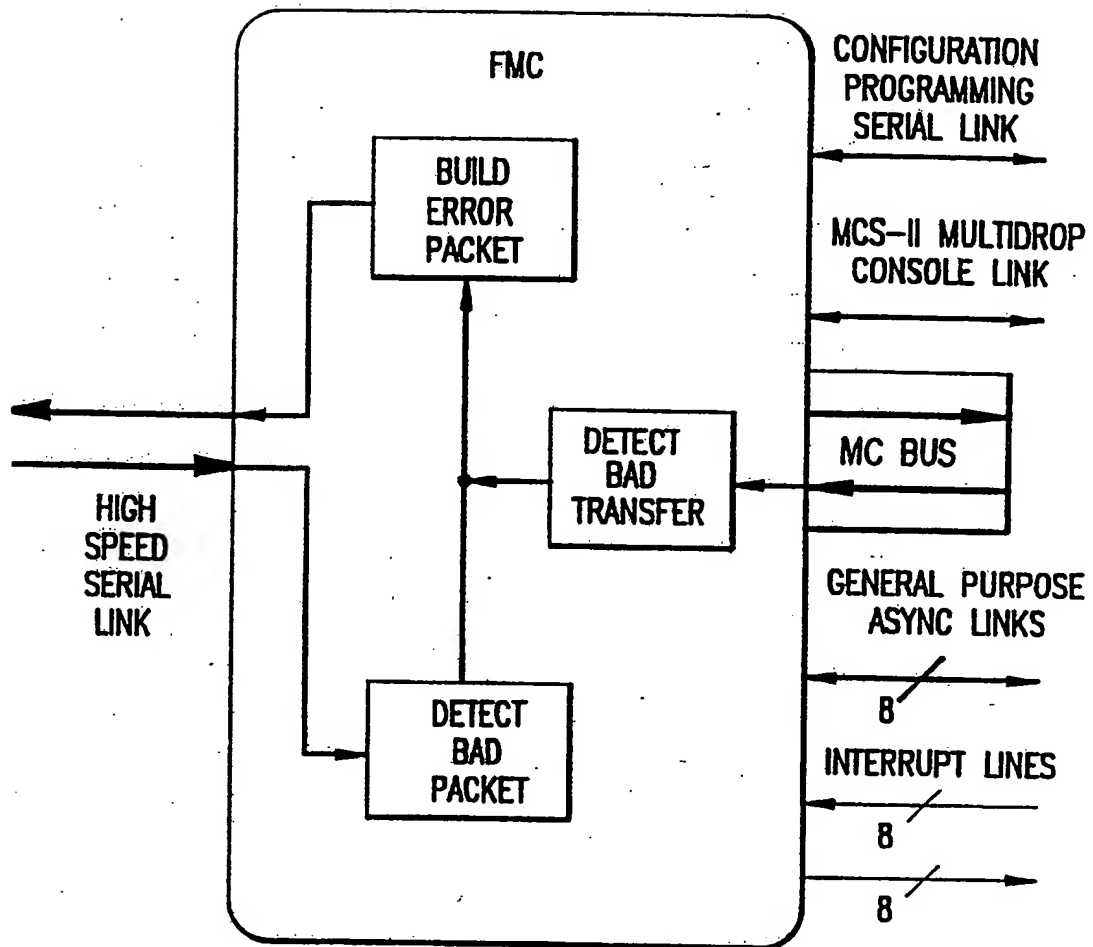 FMC
BUILD
ERROR
PACKET
DETECT
BAD
TRANSFER
DETECT
BAD
PACKET
HIGH
SPEED
SERIAL
LINK
CONFIGURATION
PROGRAMMING
SERIAL LINK
MCS-II MULTIDROP
CONSOLE LINK
MC BUS
GENERAL PURPOSE
ASYNC LINKS
8
INTERRUPT LINES
8
8